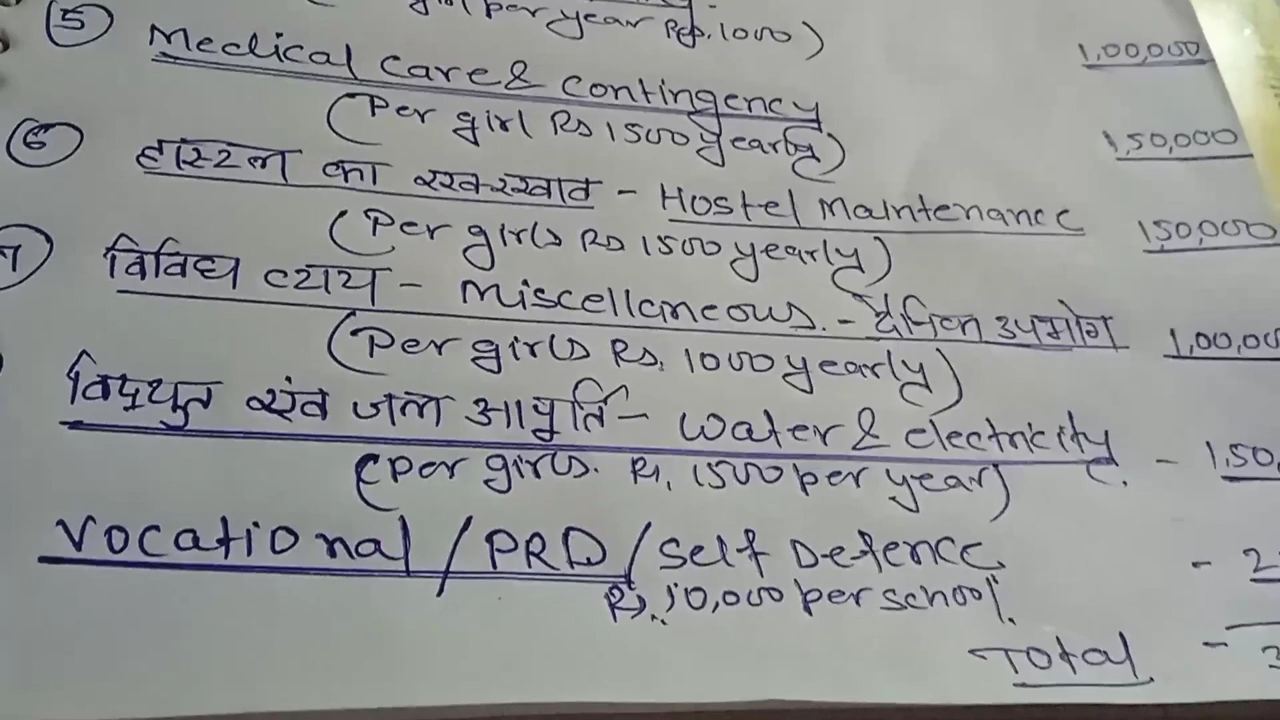 girl per year Rs. 1000)
(5) Medical care & contingency 1,00,000
(Per girl Rs 1500 yearly)
(6) हास्टल का रखरखाव - Hostel Maintenance 1,50,000
(Per girls Rs 1500 yearly) 1,50,000
7) विविध व्यय - Miscellaneous. - दैनिक उपभोग 1,00,00
(Per girls Rs. 1000 yearly)
विद्युत एंव जल आपूर्ति - Water & electricity - 1,50,
(per girls. Rs. 1500 per year)
Vocational / PRD / Self Defence - 2
Rs. 10,000 per school.
Total - 3